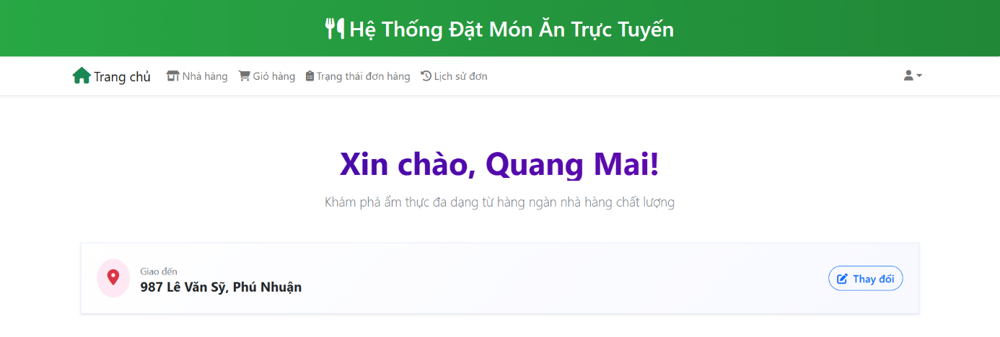 Hệ Thống Đặt Món Ăn Trực Tuyến
Trang chủ Nhà hàng Giỏ hàng Trạng thái đơn hàng Lịch sử đơn
Xin chào, Quang Mai!
Khám phá ẩm thực đa dạng từ hàng ngàn nhà hàng chất lượng
Giao đến
987 Lê Văn Sỹ, Phú Nhuận
Thay đổi